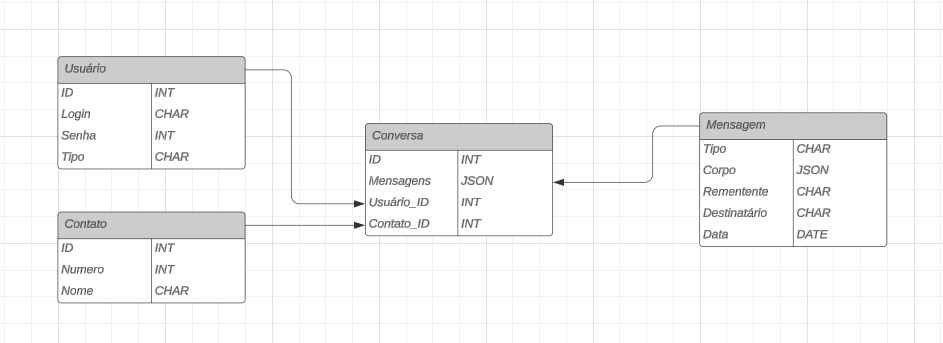 Usuário
ID INT
Login CHAR
Senha INT
Tipo CHAR
Contato
ID INT
Numero INT
Nome CHAR
Conversa
ID INT
Mensagens JSON
Usuário_ID INT
Contato_ID INT
Mensagem
Tipo CHAR
Corpo JSON
Rementente CHAR
Destinatário CHAR
Data DATE